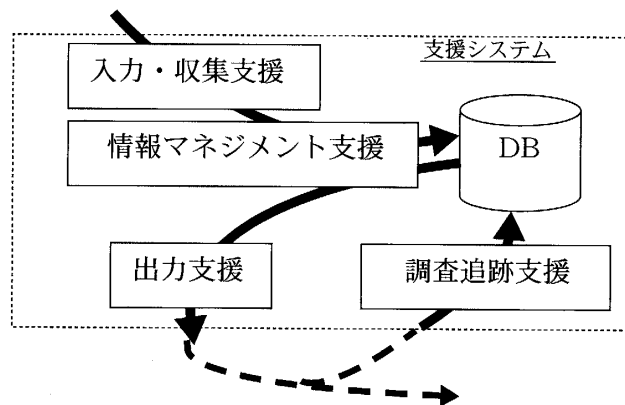 支援システム
入力・収集支援
情報マネジメント支援
DB
出力支援
調査追跡支援